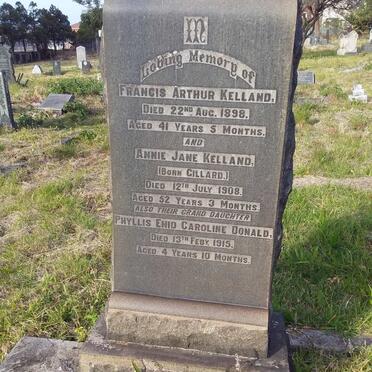 In
Loving Memory of
FRANCIS ARTHUR KELLAND,
DIED 22ND AUG. 1898,
AGED 41 YEARS 5 MONTHS.
AND
ANNIE JANE KELLAND,
(BORN GILLARD.)
DIED 12TH JULY 1908,
AGED 52 YEARS 3 MONTHS
ALSO THEIR GRAND DAUGHTER
PHYLLIS ENID CAROLINE DONALD,
DIED 13TH FEBY. 1915,
AGED 4 YEARS 10 MONTHS.